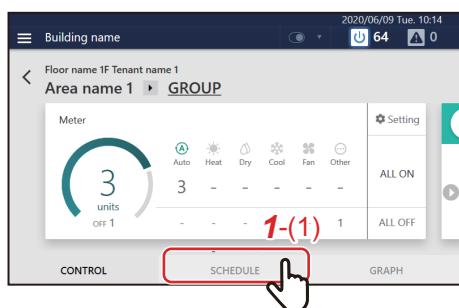 2020
/06/09 Tue. 10:14
Building name
64
0
Floor name 1F Tenant name 1
Area name 1 GROUP
Meter
Setting
A
Auto Heat Dry Cool Fan Other
3 - - - - -
3
units
OFF 1
- - - - 1
ALL ON
ALL OFF
1-(1)
CONTROL SCHEDULE GRAPH